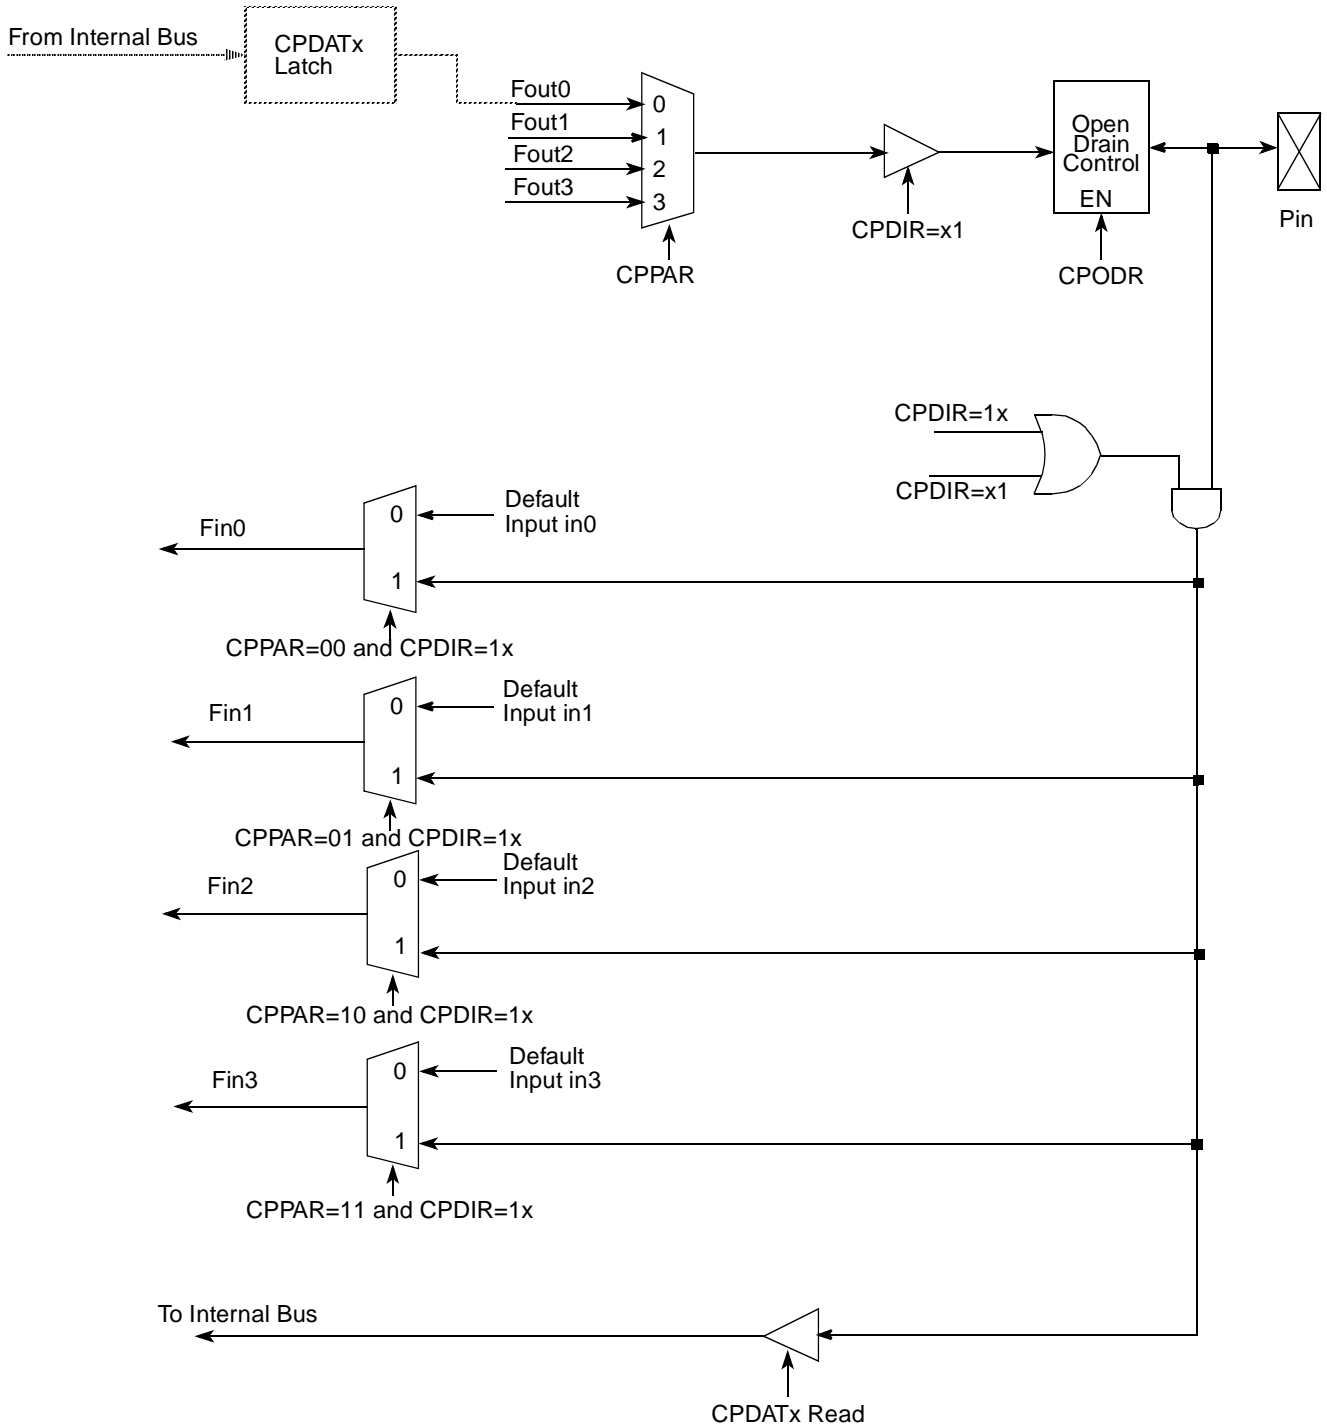 From Internal Bus
CPDATx
Latch
Fout0
Fout1
Fout2
Fout3
0
1
2
3
CPPAR
CPDIR=x1
Open
Drain
Control
EN
CPODR
Pin
CPDIR=1x
CPDIR=x1
Fin0
0
1
Default
Input in0
CPPAR=00 and CPDIR=1x
Fin1
0
1
Default
Input in1
CPPAR=01 and CPDIR=1x
Fin2
0
1
Default
Input in2
CPPAR=10 and CPDIR=1x
Fin3
0
1
Default
Input in3
CPPAR=11 and CPDIR=1x
To Internal Bus
CPDATx Read